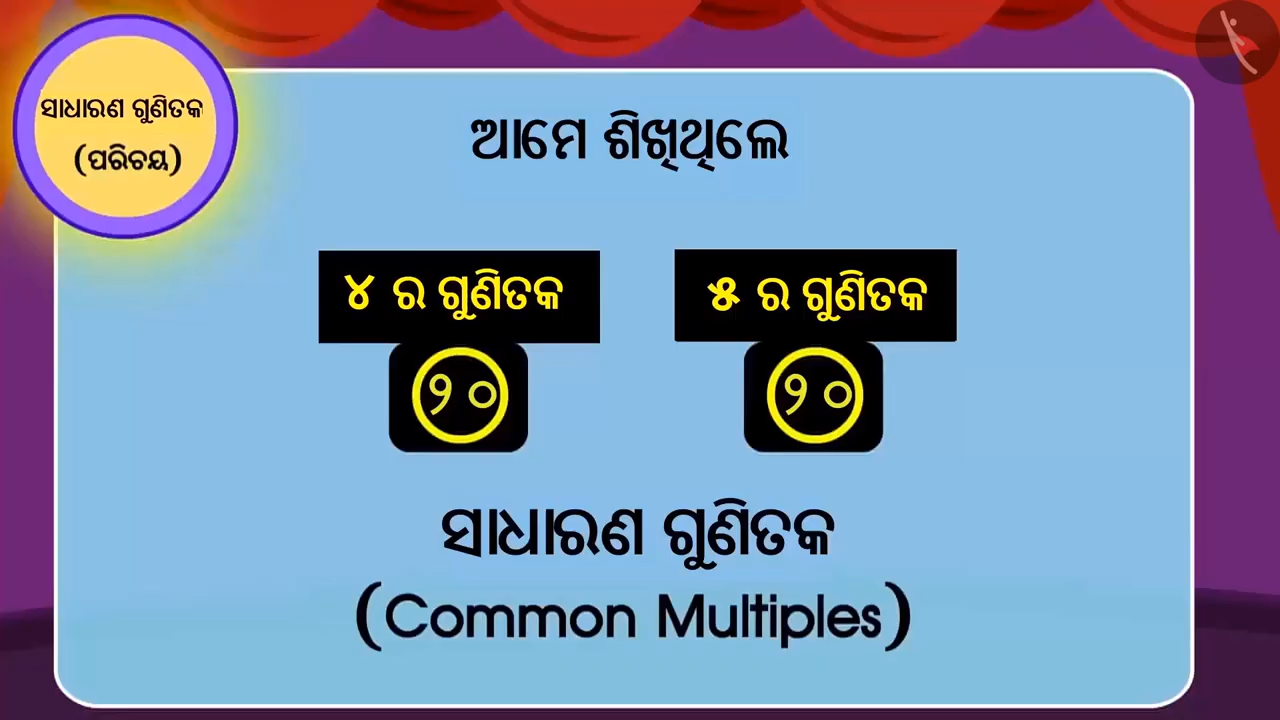 ସାଧାରଣ ଗୁଣିତକ
(ପରିଚୟ)
ଆମେ ଶିଖିଥିଲେ
୪ ର ଗୁଣିତକ
୨୦
୫ ର ଗୁଣିତକ
୨୦
ସାଧାରଣ ଗୁଣିତକ
(Common Multiples)